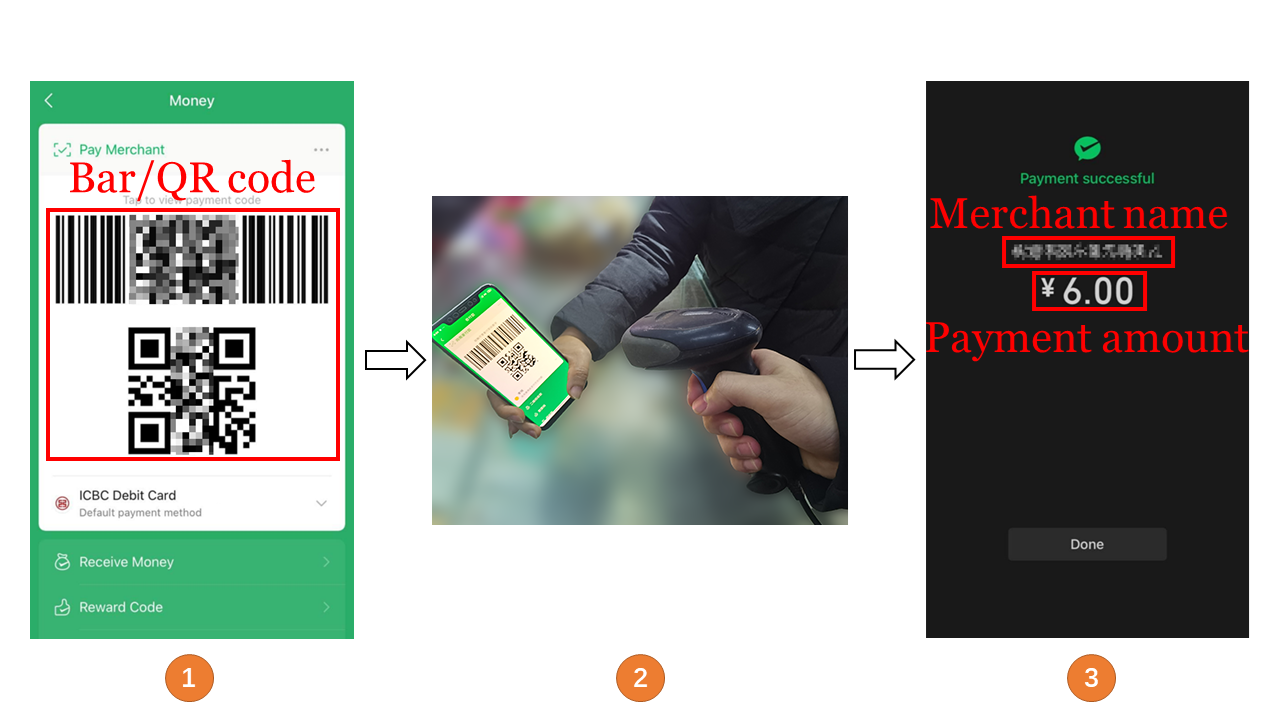 Money
Pay Merchant
Bar/QR code
Tap to view payment code
ICBC Debit Card
Default payment method
Receive Money
Reward Code
1
2
Payment successful
Merchant name
¥6.00
Payment amount
Done
3